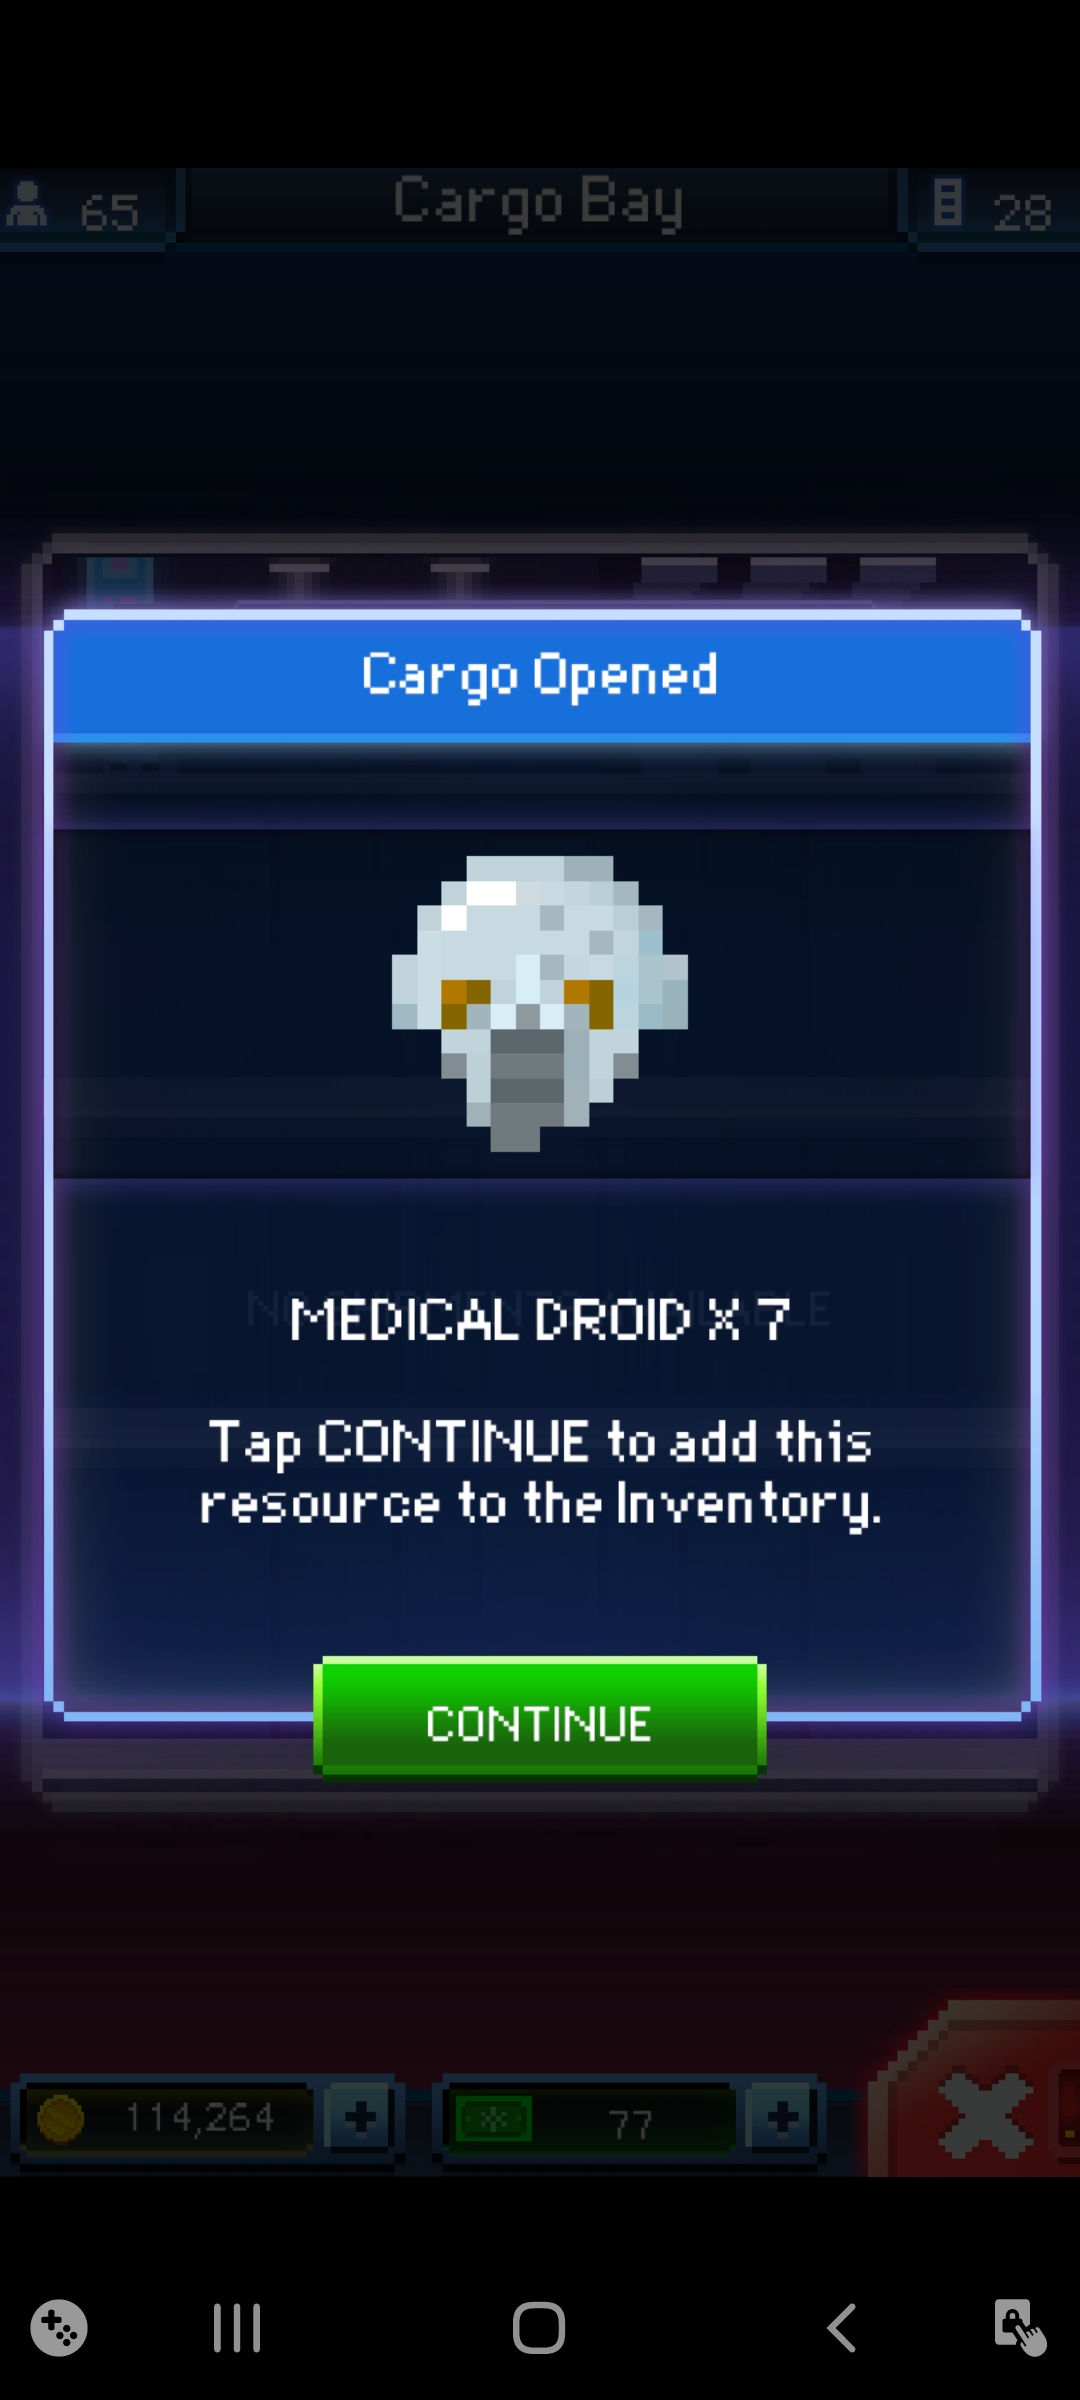 65
Cargo Bay
28
Cargo Opened
MEDICAL DROID X 7
Tap CONTINUE to add this
resource to the Inventory.
CONTINUE
114,264
77